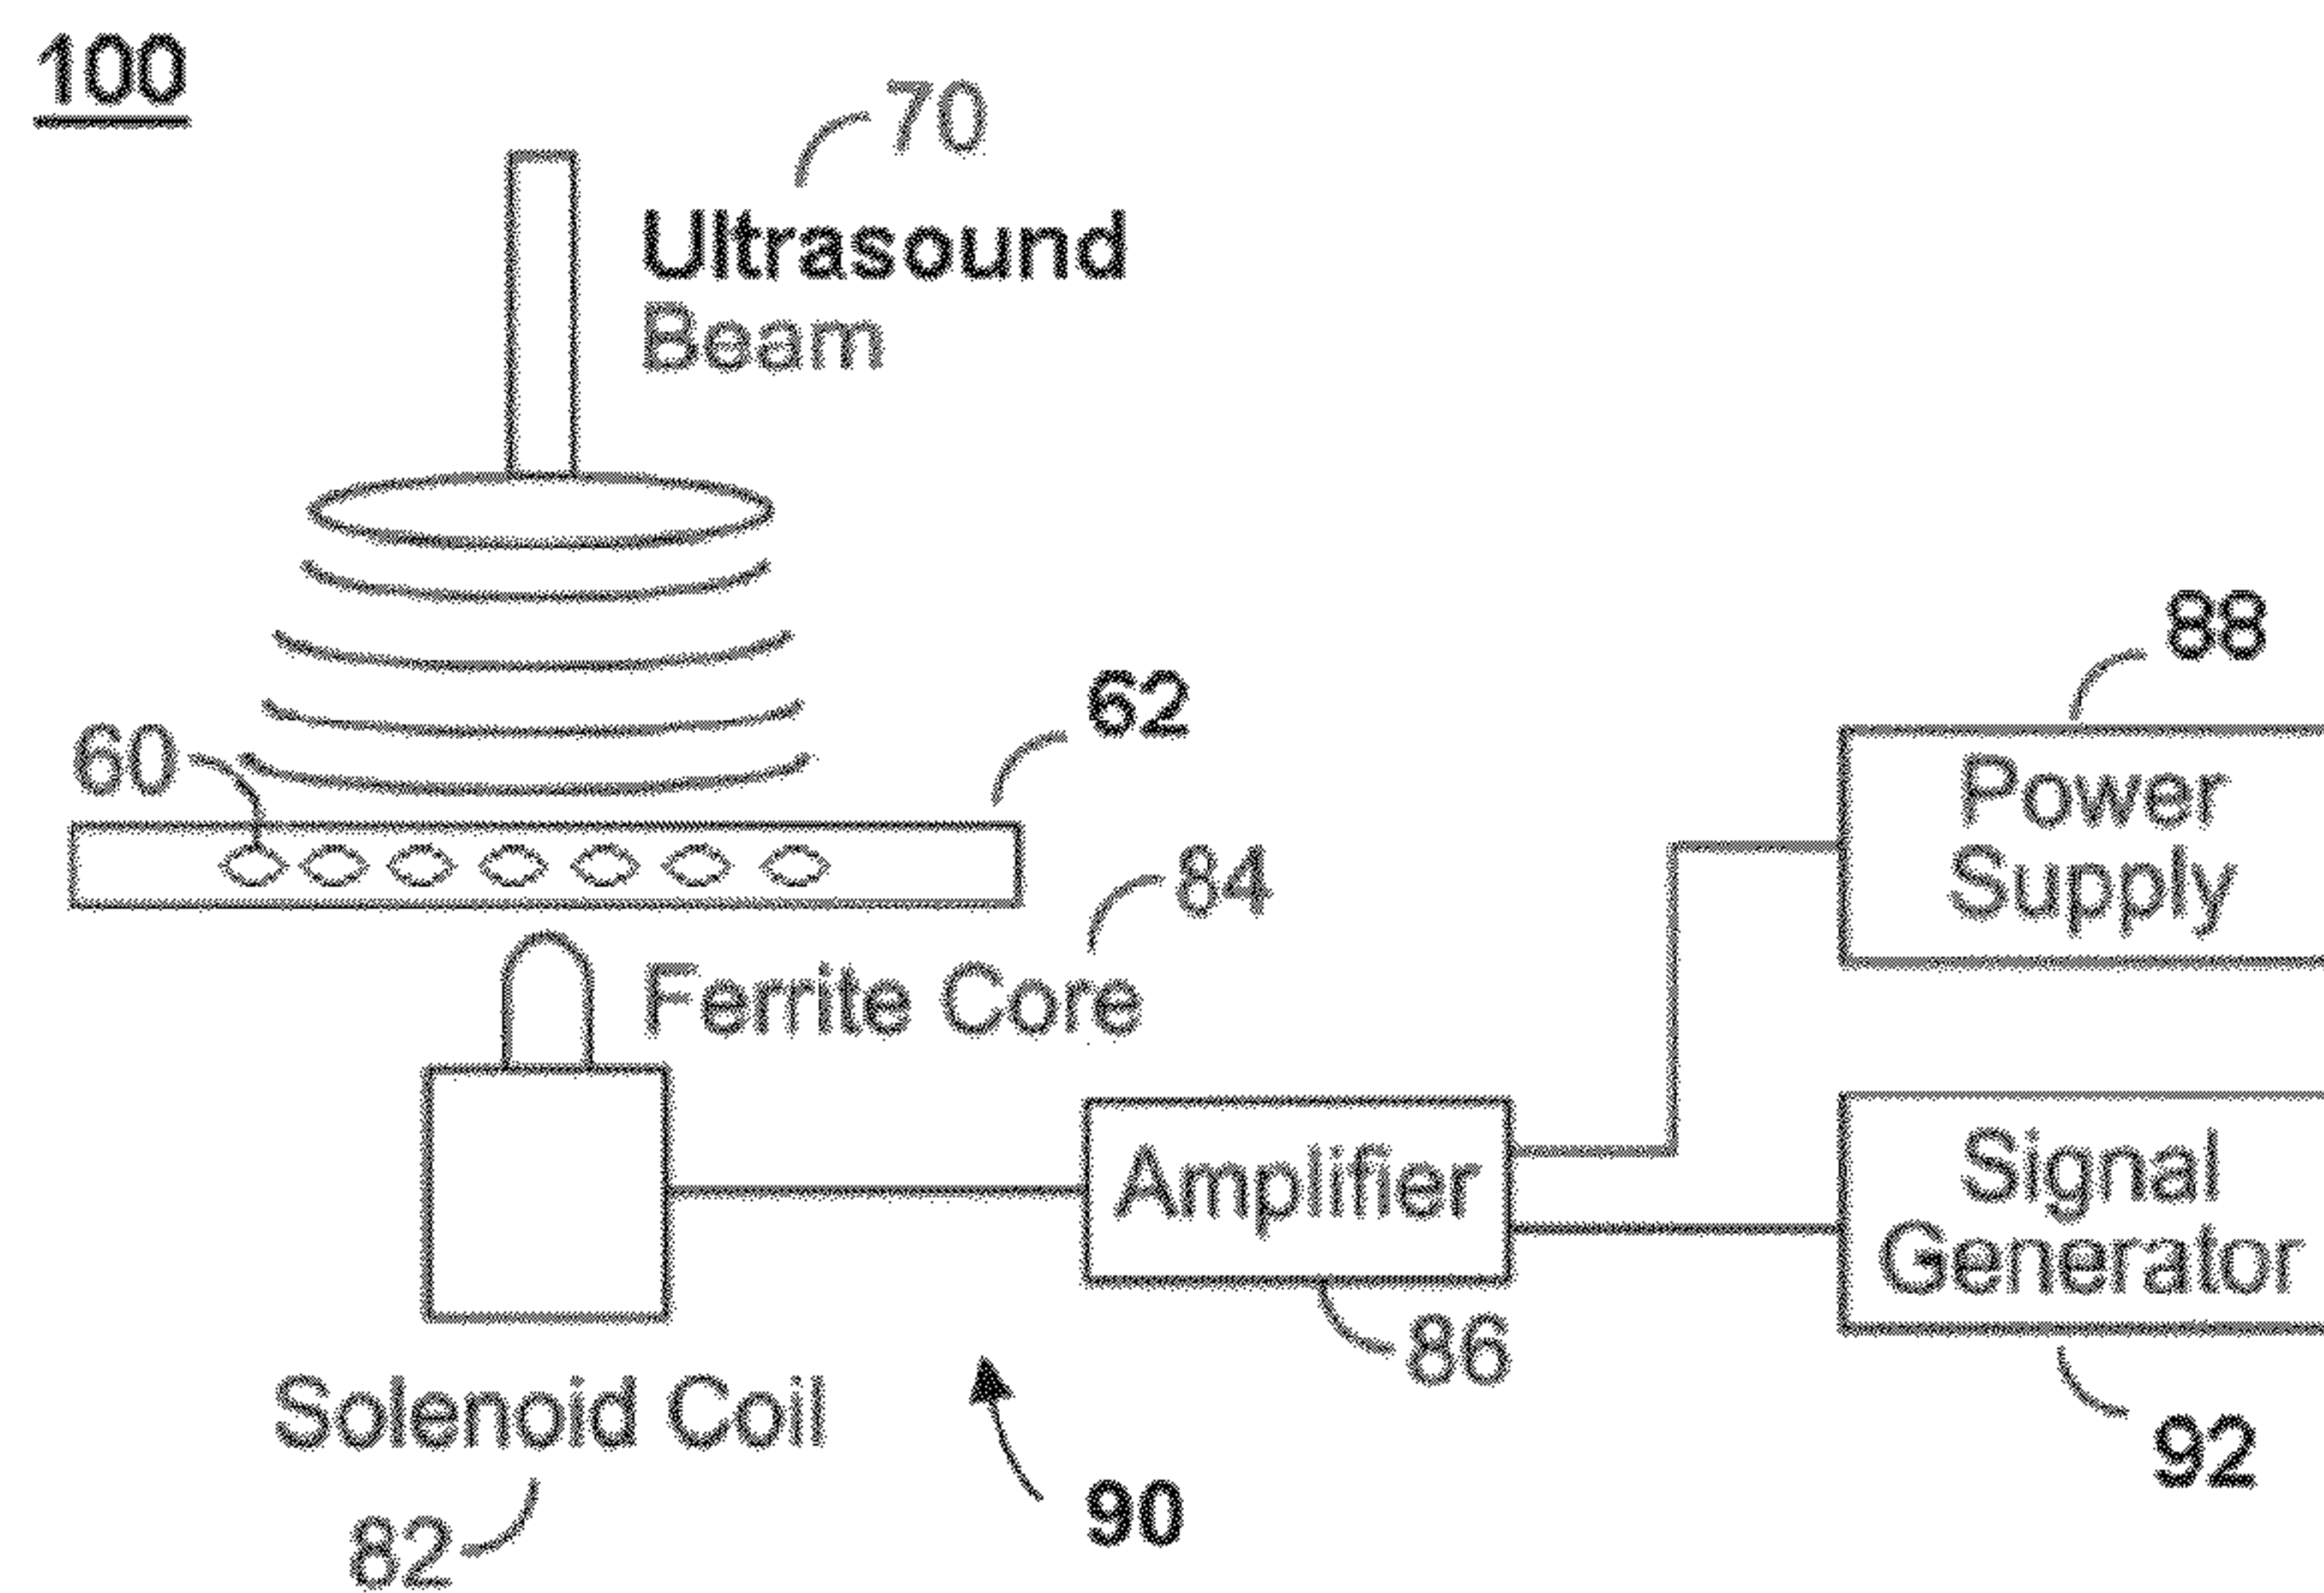 100
70
Ultrasound
Beam
60
62
88
Power
Supply
84
Ferrite Core
Amplifier
86
Signal
Generator
92
Solenoid Coil
82
90